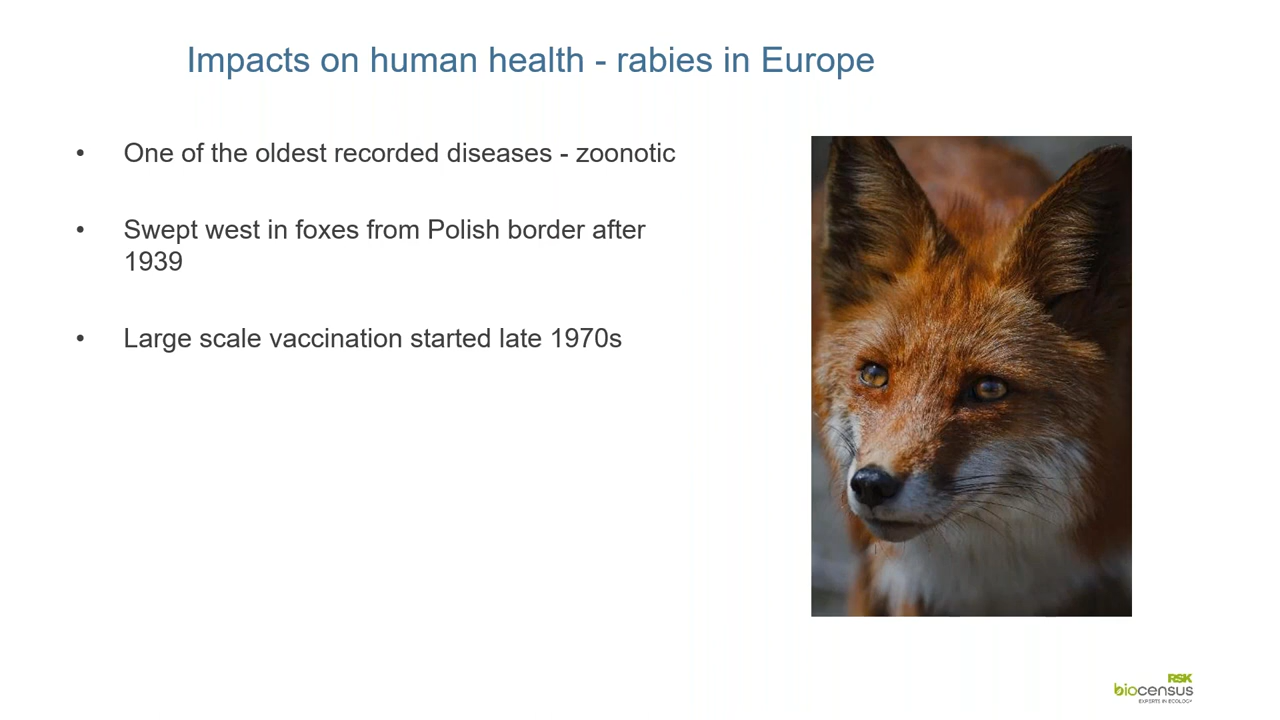 Impacts on human health - rabies in Europe
• One of the oldest recorded diseases - zoonotic
• Swept west in foxes from Polish border after
1939
• Large scale vaccination started late 1970s
RSK
biocensus
EXPERTS IN ECOLOGY